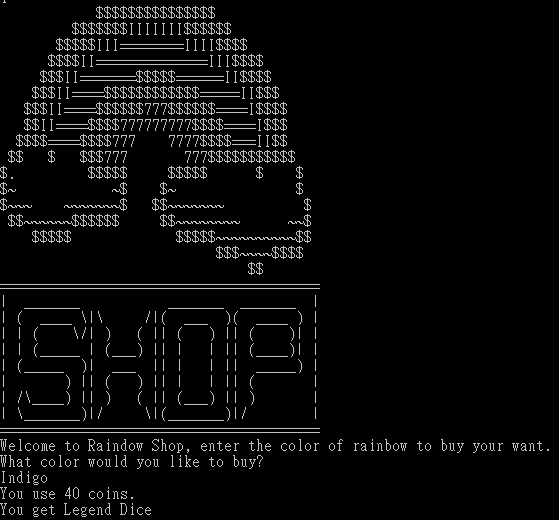 SHOP
Welcome to Raindow Shop, enter the color of rainbow to buy your want.
What color would you like to buy?
Indigo
You use 40 coins.
You get Legend Dice